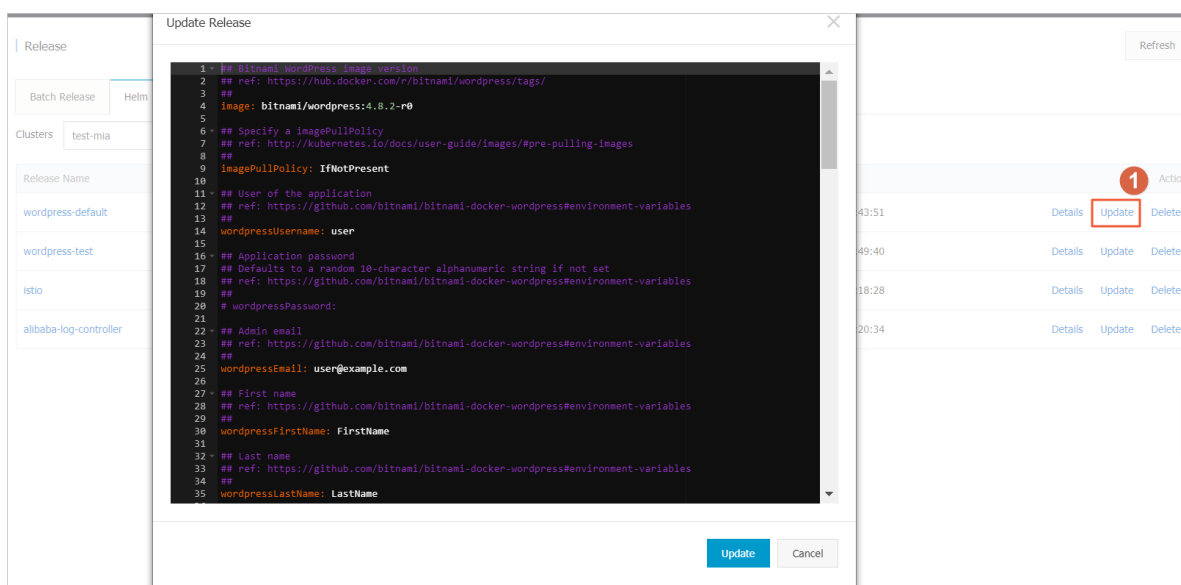 Update Release
Release
Refresh
Batch Release Helm
Clusters test-mia
Release Name
Actio
1
wordpress-default
43:51
Details Update Delete
wordpress-test
49:40
Details Update Delete
istio
18:28
Details Update Delete
alibaba-log-controller
20:34
Details Update Delete
1 ## Bitnami WordPress image version
2 ## ref: https://hub.docker.com/r/bitnami/wordpress/tags/
3 ##
4 image: bitnami/wordpress:4.8.2-r0
5
6 ## Specify a imagePullPolicy
7 ## ref: http://kubernetes.io/docs/user-guide/images/#pre-pulling-images
8 ##
9 imagePullPolicy: IfNotPresent
10
11 ## User of the application
12 ## ref: https://github.com/bitnami/bitnami-docker-wordpress#environment-variables
13 ##
14 wordpressUsername: user
15
16 ## Application password
17 ## Defaults to a random 10-character alphanumeric string if not set
18 ## ref: https://github.com/bitnami/bitnami-docker-wordpress#environment-variables
19 ##
20 # wordpressPassword:
21
22 ## Admin email
23 ## ref: https://github.com/bitnami/bitnami-docker-wordpress#environment-variables
24 ##
25 wordpressEmail: user@example.com
26
27 ## First name
28 ## ref: https://github.com/bitnami/bitnami-docker-wordpress#environment-variables
29 ##
30 wordpressFirstName: FirstName
31
32 ## Last name
33 ## ref: https://github.com/bitnami/bitnami-docker-wordpress#environment-variables
34 ##
35 wordpressLastName: LastName
Update Cancel